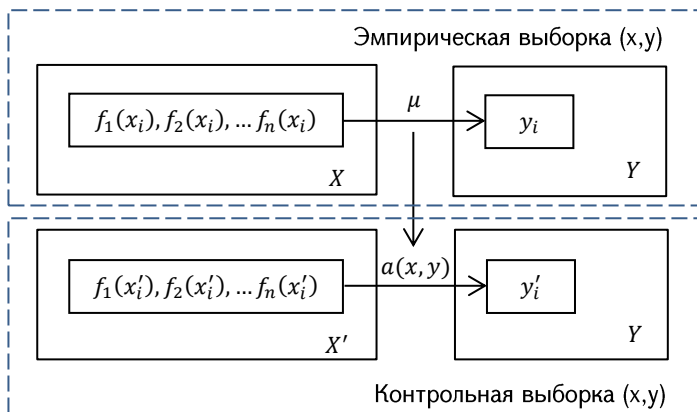 Эмпирическая выборка (x,y)
f₁(xᵢ), f₂(xᵢ), … fₙ(xᵢ)
μ
yᵢ
X
Y
f₁(x′ᵢ), f₂(x′ᵢ), … fₙ(x′ᵢ)
a(x, y)
y′ᵢ
X′
Y
Контрольная выборка (x,y)